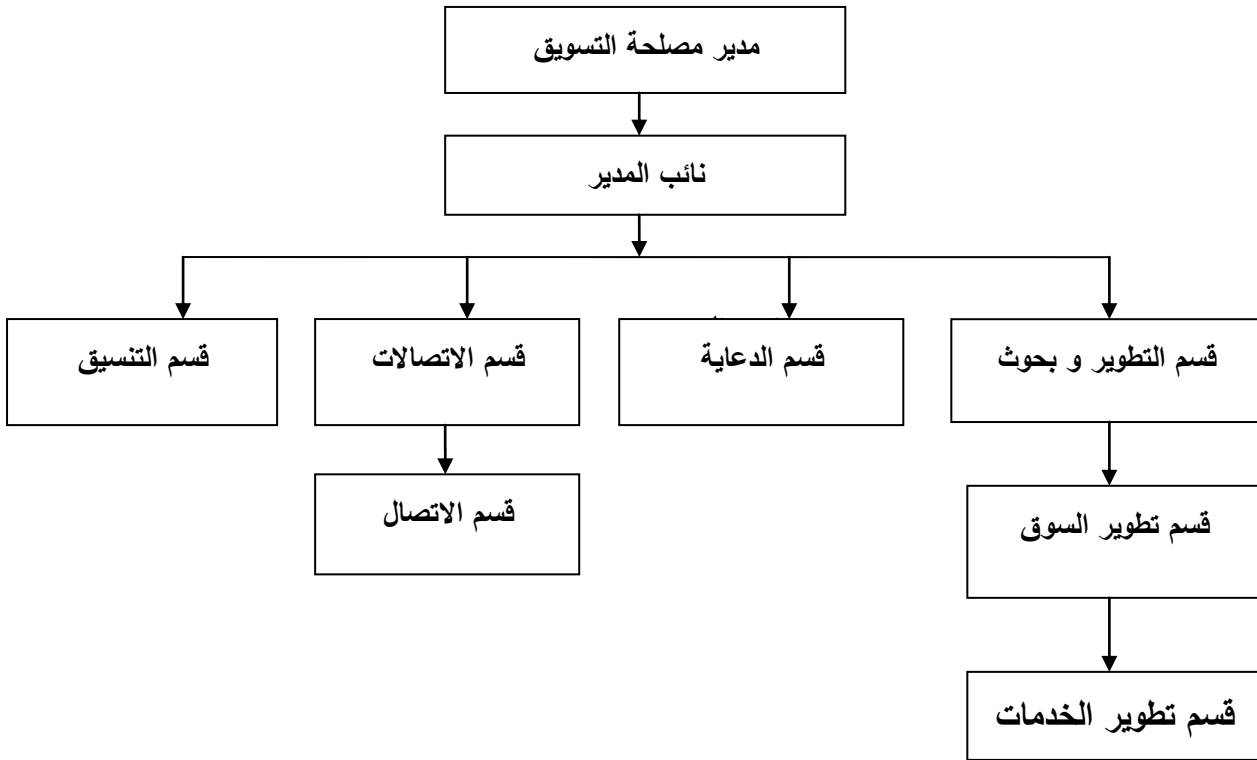 مدير مصلحة التسويق
نائب المدير
قسم التطوير و بحوث
قسم الدعاية
قسم الاتصالات
قسم التنسيق
قسم تطوير السوق
قسم الاتصال
قسم تطوير الخدمات